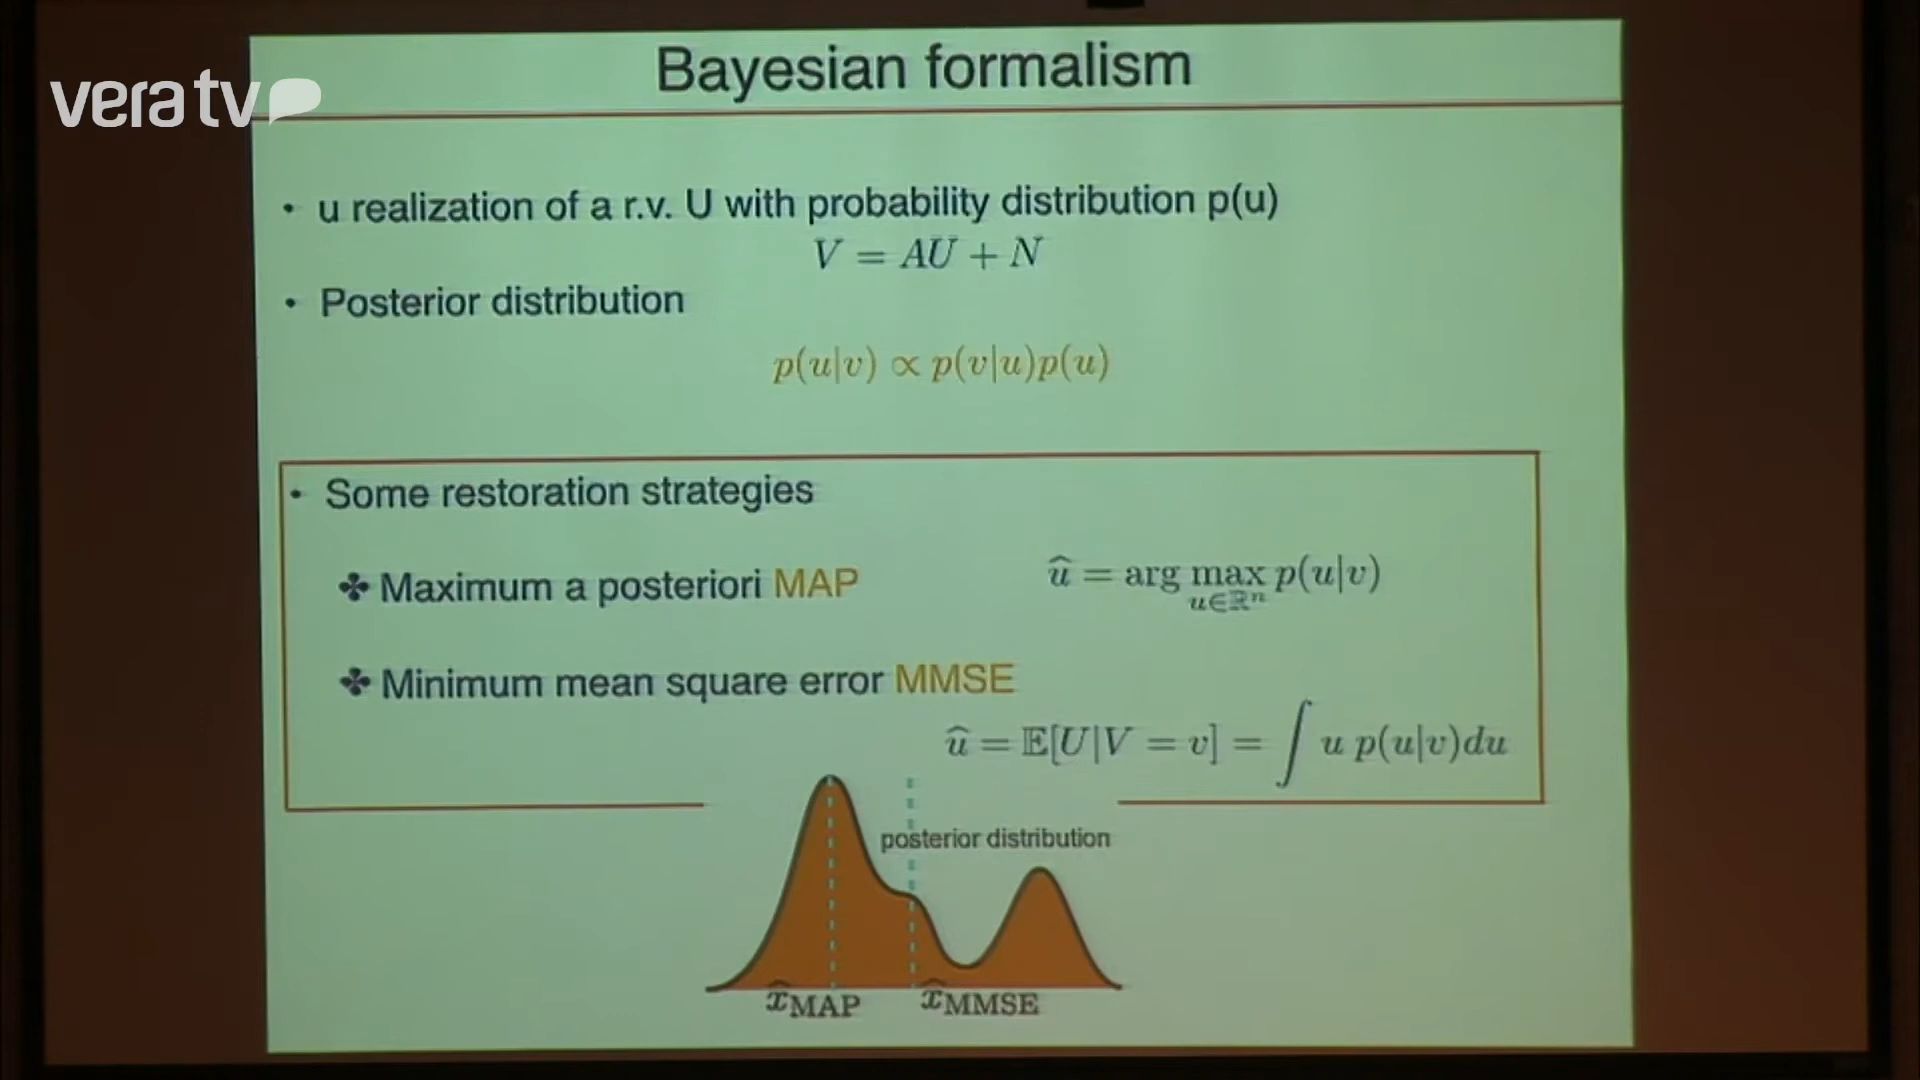 Bayesian formalism
vera tv
• u realization of a r.v. U with probability distribution p(u)
V = AU + N
• Posterior distribution
p(u|v) ∝ p(v|u)p(u)
• Some restoration strategies
✤ Maximum a posteriori MAP
û = arg max p(u|v)
u∈ℝⁿ
✤ Minimum mean square error MMSE
û = 𝔼[U|V = v] = ∫ u p(u|v)du
posterior distribution
x̂MAP
x̂MMSE